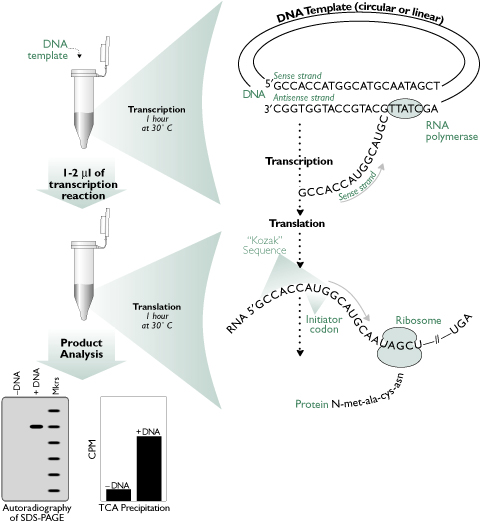 DNA Template (circular or linear)
DNA
template
Sense strand
5' GCCACCATGGCATGCAATAGCT
DNA
Antisense strand
3' CGGTGGTACCGTACGTTATCGA
RNA
polymerase
Transcription
1 hour
at 30° C
Transcription
GCCACCAUGGCAUGC
Sense strand
1-2 µl of
transcription
reaction
Translation
"Kozak"
Sequence
RNA 5' GCCACCAUGGCAUGCAAUAGCU
UGA
Ribosome
Initiator
codon
Translation
1 hour
at 30° C
Product
Analysis
Protein N-met-ala-cys-asn
–DNA
+ DNA
Mkrs
CPM
– DNA
+ DNA
Autoradiography
of SDS-PAGE
TCA Precipitation